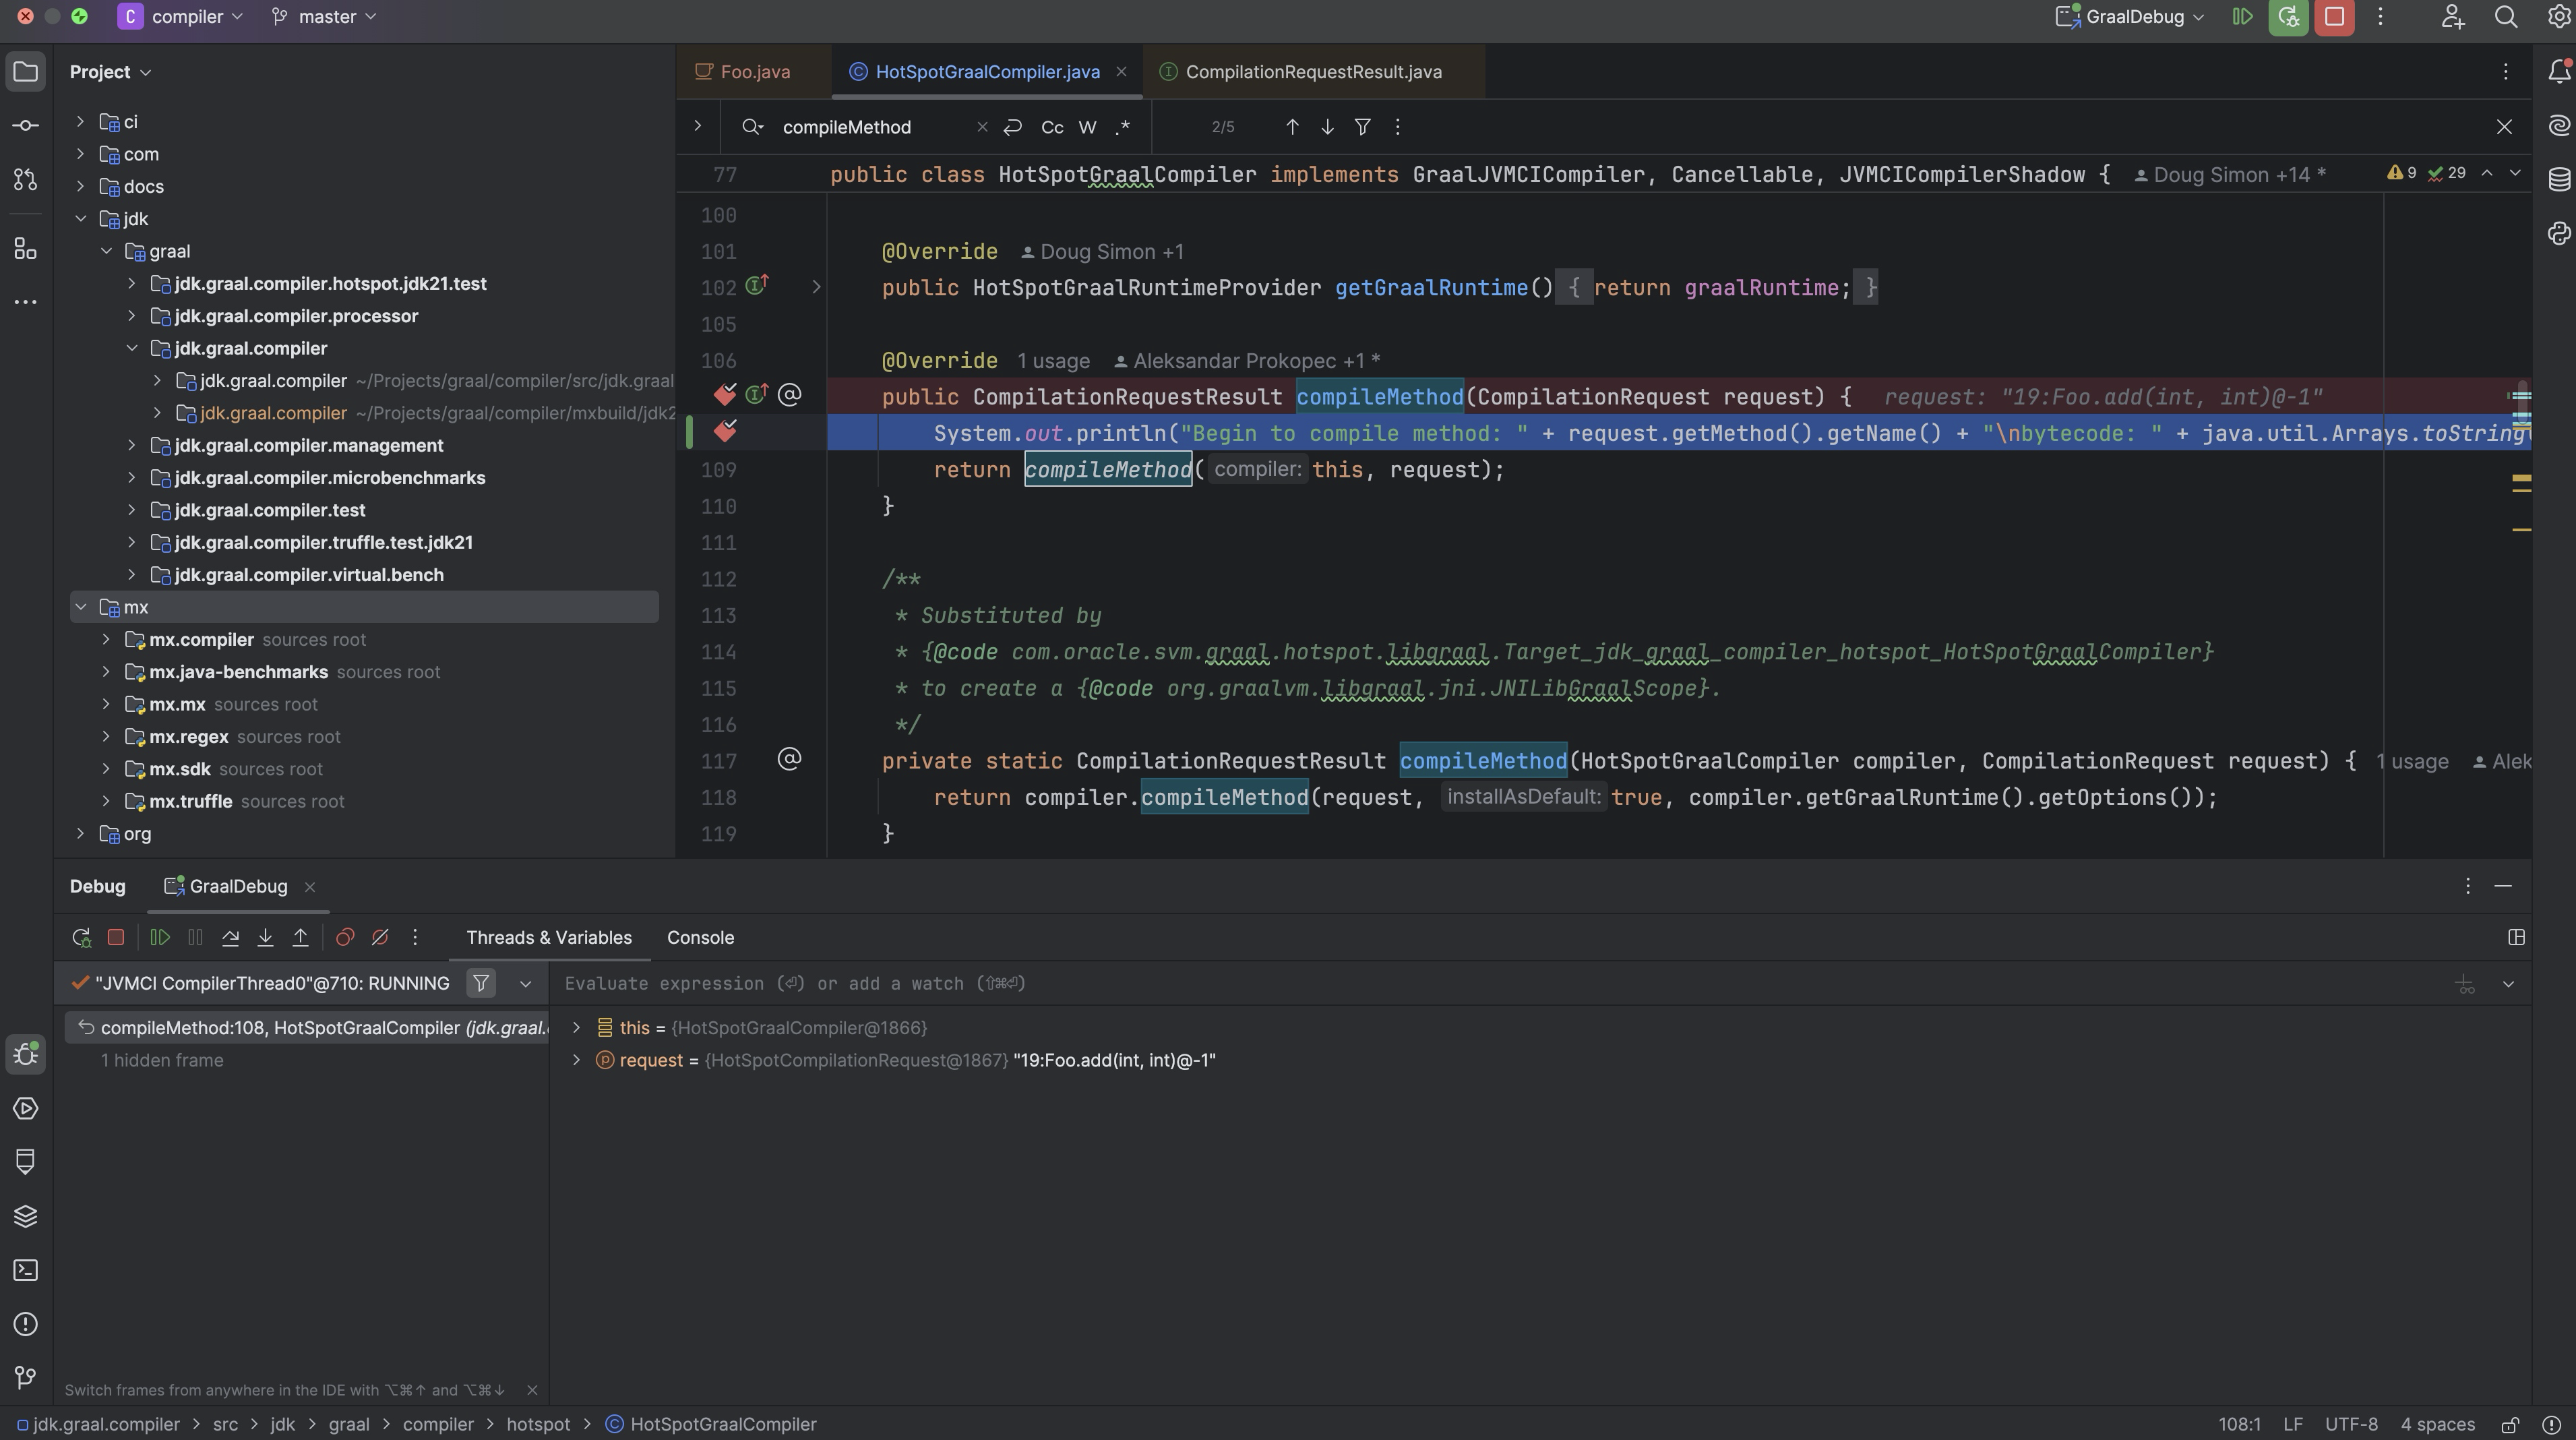 C compiler master GraalDebug
Project
Foo.java HotSpotGraalCompiler.java CompilationRequestResult.java
compileMethod Cc W .* 2/5
ci
com
docs
jdk
graal
jdk.graal.compiler.hotspot.jdk21.test
jdk.graal.compiler.processor
jdk.graal.compiler
jdk.graal.compiler ~/Projects/graal/compiler/src/jdk.graal
jdk.graal.compiler ~/Projects/graal/compiler/mxbuild/jdk2
jdk.graal.compiler.management
jdk.graal.compiler.microbenchmarks
jdk.graal.compiler.test
jdk.graal.compiler.truffle.test.jdk21
jdk.graal.compiler.virtual.bench
mx
mx.compiler sources root
mx.java-benchmarks sources root
mx.mx sources root
mx.regex sources root
mx.sdk sources root
mx.truffle sources root
org
77 public class HotSpotGraalCompiler implements GraalJVMCICompiler, Cancellable, JVMCICompilerShadow { Doug Simon +14 * 9 29
100
101 @Override Doug Simon +1
102 public HotSpotGraalRuntimeProvider getGraalRuntime() { return graalRuntime; }
105
106 @Override 1 usage Aleksandar Prokopec +1 *
public CompilationRequestResult compileMethod(CompilationRequest request) { request: "19:Foo.add(int, int)@-1"
System.out.println("Begin to compile method: " + request.getMethod().getName() + "\nbytecode: " + java.util.Arrays.toString(
109 return compileMethod( compiler: this, request);
110 }
111
112 /**
113 * Substituted by
114 * {@code com.oracle.svm.graal.hotspot.libgraal.Target_jdk_graal_compiler_hotspot_HotSpotGraalCompiler}
115 * to create a {@code org.graalvm.libgraal.jni.JNILibGraalScope}.
116 */
117 private static CompilationRequestResult compileMethod(HotSpotGraalCompiler compiler, CompilationRequest request) { 1 usage Alek
118 return compiler.compileMethod(request, installAsDefault: true, compiler.getGraalRuntime().getOptions());
119 }
Debug GraalDebug
Threads & Variables Console
"JVMCI CompilerThread0"@710: RUNNING
compileMethod:108, HotSpotGraalCompiler (jdk.graal.
1 hidden frame
Evaluate expression (⏎) or add a watch (⇧⌘⏎)
this = {HotSpotGraalCompiler@1866}
request = {HotSpotCompilationRequest@1867} "19:Foo.add(int, int)@-1"
Switch frames from anywhere in the IDE with ⌥⌘↑ and ⌥⌘↓
jdk.graal.compiler > src > jdk > graal > compiler > hotspot > HotSpotGraalCompiler 108:1 LF UTF-8 4 spaces